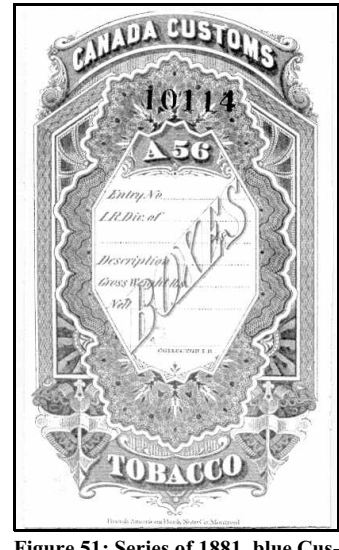 CANADA CUSTOMS
10114
A 56
Entry No
I.R. Div. of
Description
Gross Weight lbs.
Nett
BOXES
COLLECTOR I.R.
TOBACCO
British American Bank Note Co. Montreal
Figure 51: Series of 1881, blue Cus-